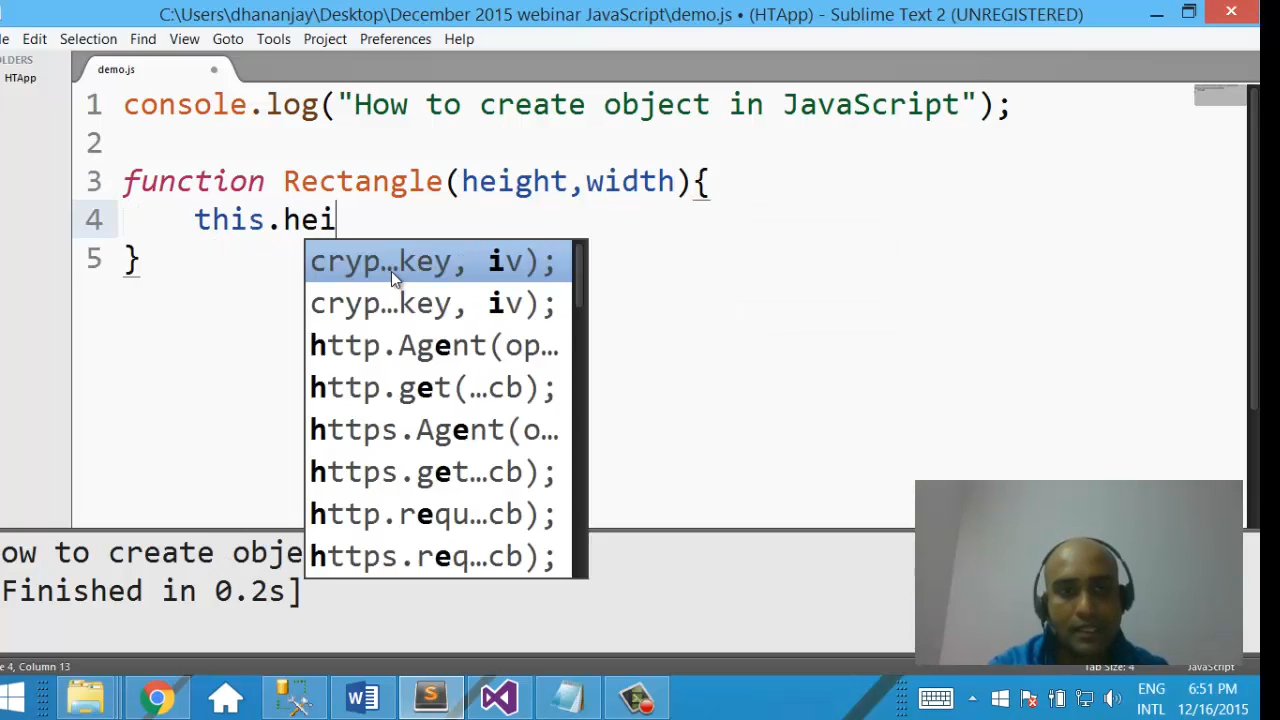 C:\Users\dhananjay\Desktop\December 2015 webinar JavaScript\demo.js • (HTApp) - Sublime Text 2 (UNREGISTERED)
le Edit Selection Find View Goto Tools Project Preferences Help
OLDERS
HTApp
demo.js
1 console.log("How to create object in JavaScript");
2
3 function Rectangle(height,width){
4 this.hei
5 }
cryp…key, iv);
cryp…key, iv);
http.Agent(op…
http.get(…cb);
https.Agent(o…
https.get…cb);
http.requ…cb);
https.req…cb);
ow to create obje
Finished in 0.2s]
e 4, Column 13
Tab Size: 4
JavaScript
ENG
INTL
6:51 PM
12/16/2015